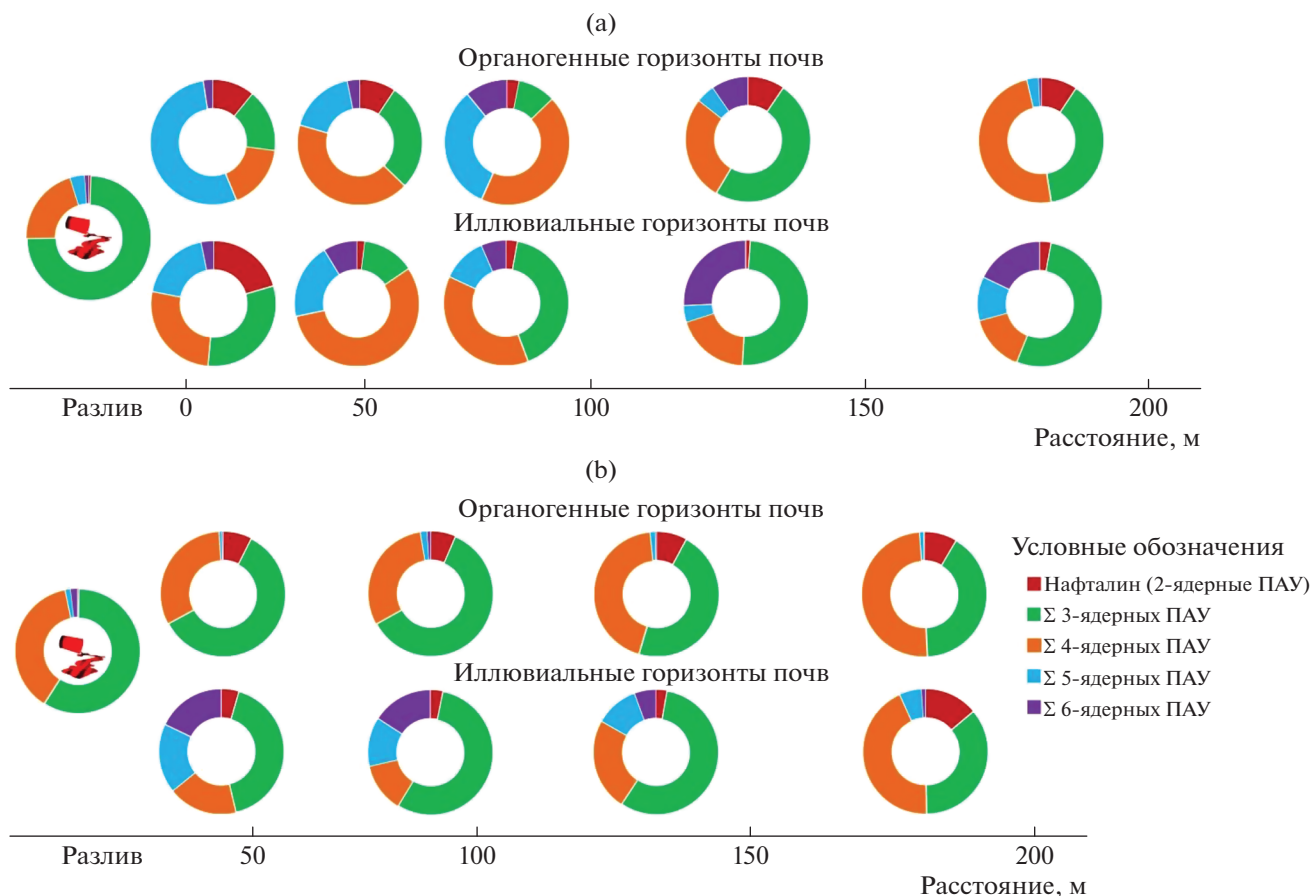 (a)
Органогенные горизонты почв
Иллювиальные горизонты почв
Разлив 0 50 100 150 200
Расстояние, м
(b)
Органогенные горизонты почв
Условные обозначения
Нафталин (2-ядерные ПАУ)
Σ 3-ядерных ПАУ
Σ 4-ядерных ПАУ
Σ 5-ядерных ПАУ
Σ 6-ядерных ПАУ
Иллювиальные горизонты почв
Разлив 50 100 150 200
Расстояние, м